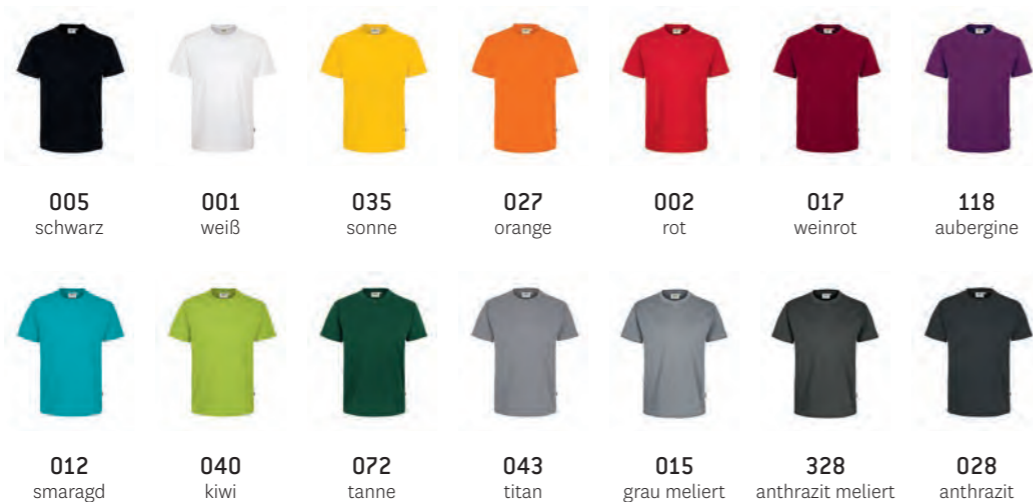 005 001 035 027 002 017 118
schwarz weiß sonne orange rot weinrot aubergine
012 040 072 043 015 328 028
smaragd kiwi tanne titan grau meliert anthrazit meliert anthrazit